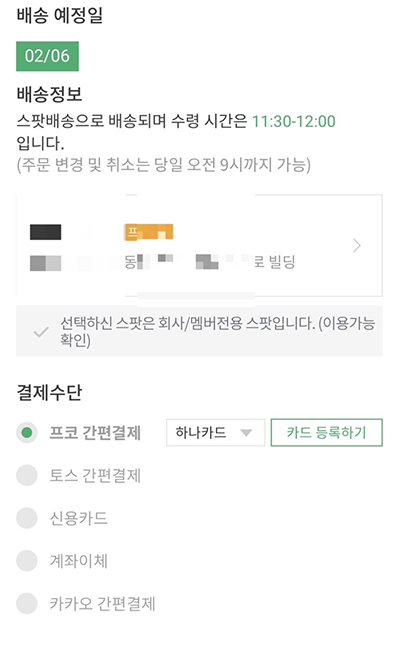 배송 예정일
02/06
배송정보
스팟배송으로 배송되며 수령 시간은 11:30-12:00
입니다.
(주문 변경 및 취소는 당일 오전 9시까지 가능)
프
동 로 빌딩
선택하신 스팟은 회사/멤버전용 스팟입니다. (이용가능
확인)
결제수단
프코 간편결제 하나카드 카드 등록하기
토스 간편결제
신용카드
계좌이체
카카오 간편결제